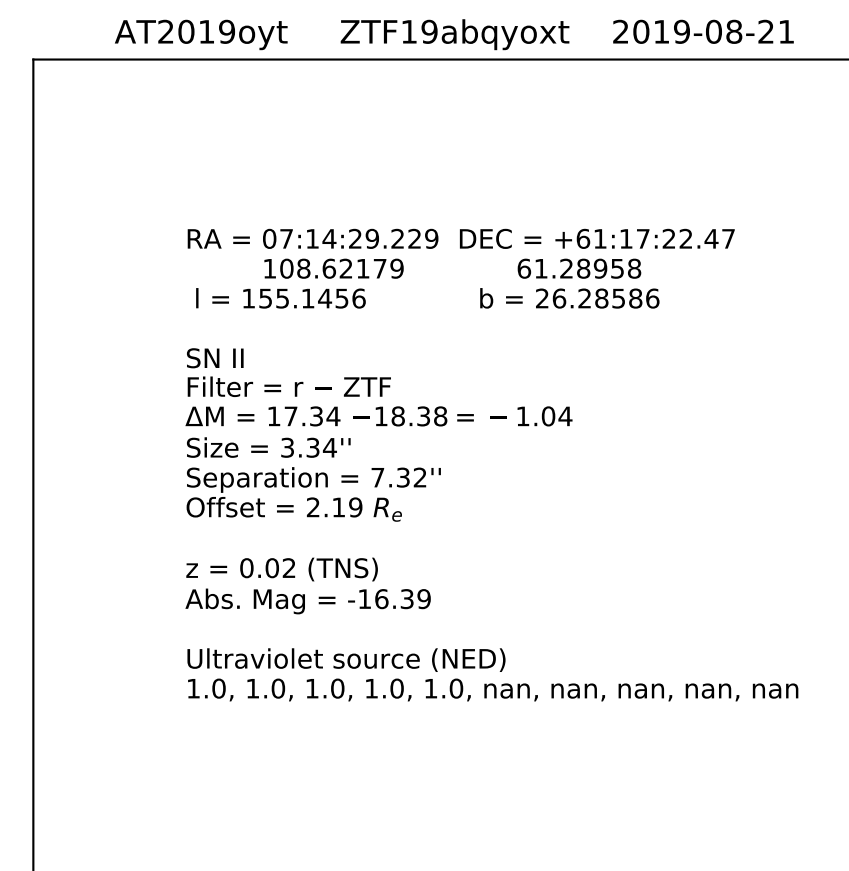 AT2019oyt ZTF19abqyoxt 2019-08-21
RA = 07:14:29.229 DEC = +61:17:22.47
108.62179 61.28958
l = 155.1456 b = 26.28586
SN II
Filter = r − ZTF
ΔM = 17.34 −18.38 = − 1.04
Size = 3.34''
Separation = 7.32''
Offset = 2.19 Re
z = 0.02 (TNS)
Abs. Mag = -16.39
Ultraviolet source (NED)
1.0, 1.0, 1.0, 1.0, 1.0, nan, nan, nan, nan, nan